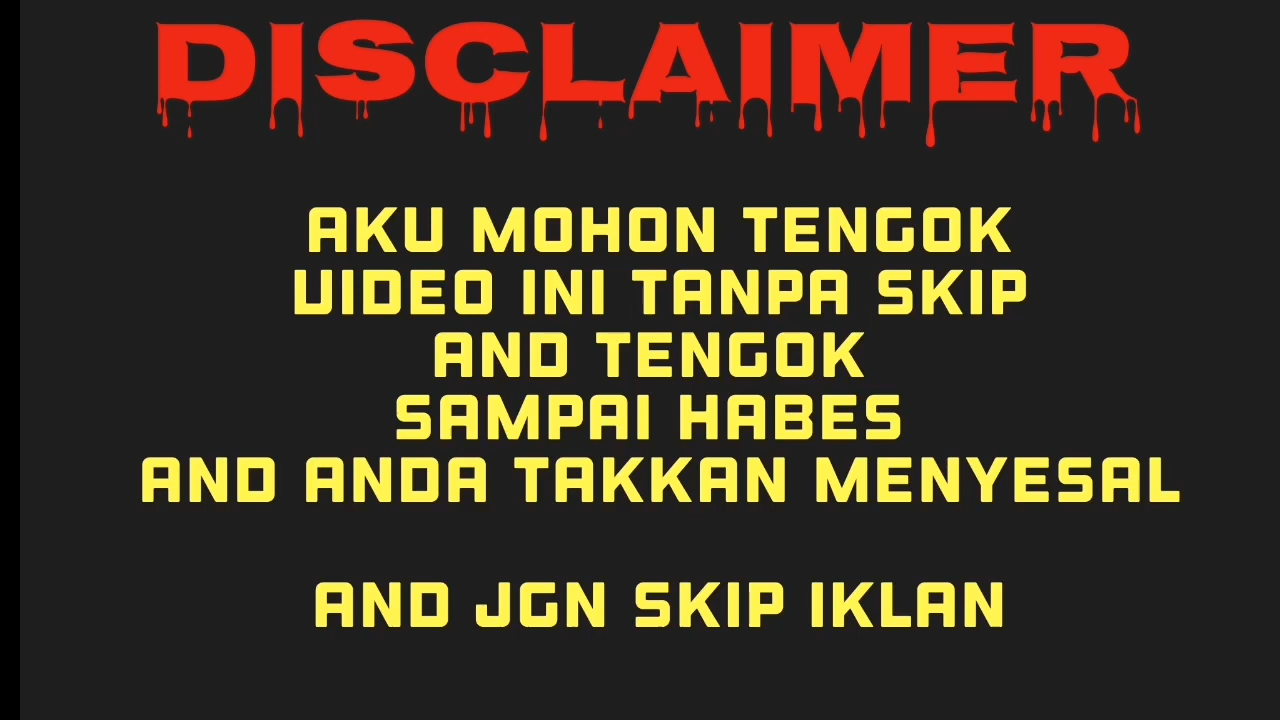 DISCLAIMER
AKU MOHON TENGOK
VIDEO INI TANPA SKIP
AND TENGOK
SAMPAI HABES
AND ANDA TAKKAN MENYESAL
AND JGN SKIP IKLAN